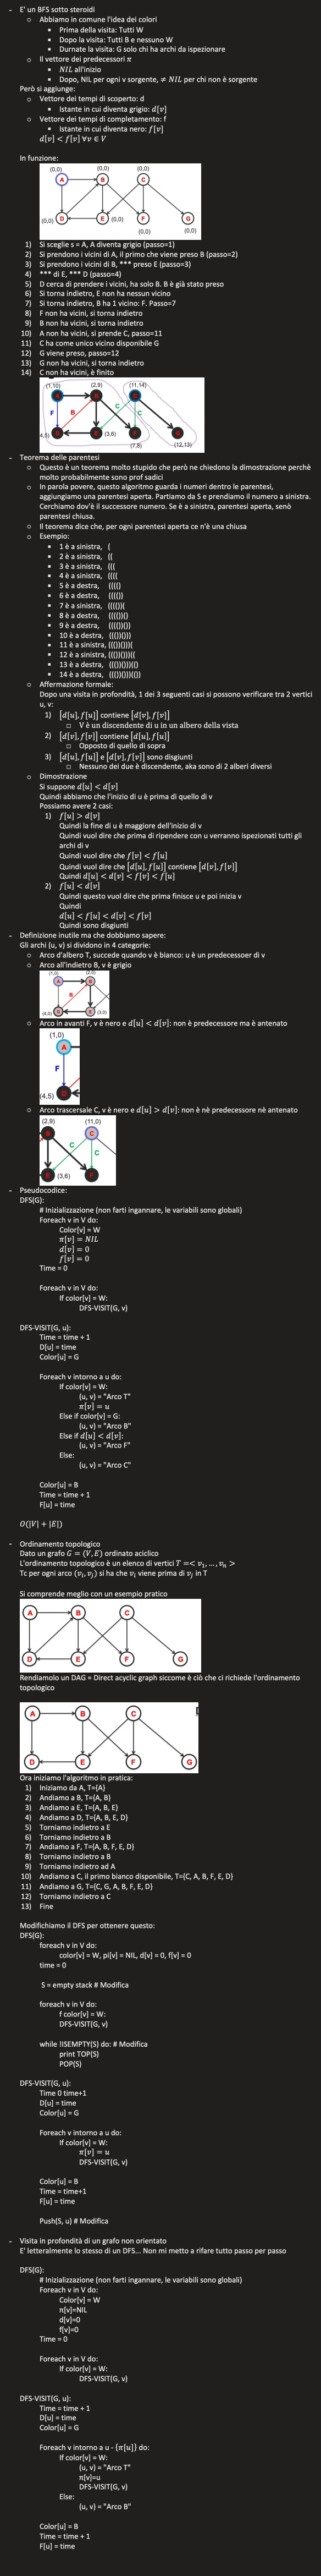 - E' un BFS sotto steroidi
o Abbiamo in comune l'idea dei colori
▪ Prima della visita: Tutti W
▪ Dopo la visita: Tutti B e nessuno W
▪ Durnate la visita: G solo chi ha archi da ispezionare
o Il vettore dei predecessori π
▪ NIL all'inizio
▪ Dopo, NIL per ogni v sorgente, ≠ NIL per chi non è sorgente
Però si aggiunge:
o Vettore dei tempi di scoperto: d
▪ Istante in cui diventa grigio: d[v]
o Vettore dei tempi di completamento: f
▪ Istante in cui diventa nero: f[v]
d[v] < f[v] ∀v ∈ V
In funzione:
(0,0) (0,0) (0,0)
A B C
(0,0) D E (0,0) F G
(0,0) (0,0)
1) Si sceglie s = A, A diventa grigio (passo=1)
2) Si prendono i vicini di A, il primo che viene preso B (passo=2)
3) Si prendono i vicini di B, *** preso E (passo=3)
4) *** di E, *** D (passo=4)
5) D cerca di prendere i vicini, ha solo B. B è già stato preso
6) Si torna indietro, E non ha nessun vicino
7) Si torna indietro, B ha 1 vicino: F. Passo=7
8) F non ha vicini, si torna indietro
9) B non ha vicini, si torna indietro
10) A non ha vicini, si prende C, passo=11
11) C ha come unico vicino disponibile G
12) G viene preso, passo=12
13) G non ha vicini, si torna indietro
14) C non ha vicini, è finito
(1,10) (2,9) (11,14)
F B C C
4,5) (3,6) (7,8) (12,13)
- Teorema delle parentesi
o Questo è un teorema molto stupido che però ne chiedono la dimostrazione perchè
molto probabilmente sono prof sadici
o In parola povere, questo algoritmo guarda i numeri dentro le parentesi,
aggiungiamo una parentesi aperta. Partiamo da S e prendiamo il numero a sinistra.
Cerchiamo dov'è il successore numero. Se è a sinistra, parentesi aperta, senò
parentesi chiusa.
o Il teorema dice che, per ogni parentesi aperta ce n'è una chiusa
o Esempio:
▪ 1 è a sinistra, (
▪ 2 è a sinistra, ((
▪ 3 è a sinistra, (((
▪ 4 è a sinistra, ((((
▪ 5 è a destra, (((()
▪ 6 è a destra, (((())
▪ 7 è a sinistra, (((())(
▪ 8 è a destra, (((())()
▪ 9 è a destra, (((())())
▪ 10 è a destra, (((())()))
▪ 11 è a sinistra, (((())()))(
▪ 12 è a sinistra, (((())()))((
▪ 13 è a destra, (((())()))(()
▪ 14 è a destra, (((())()))(())
o Affermazione formale:
Dopo una visita in profondità, 1 dei 3 seguenti casi si possono verificare tra 2 vertici
u, v:
1) [d[u], f[u]] contiene [d[v], f[v]]
□ V è un discendente di u in un albero della vista
2) [d[v], f[v]] contiene [d[u], f[u]]
□ Opposto di quello di sopra
3) [d[u], f[u]] e [d[v], f[v]] sono disgiunti
□ Nessuno dei due è discendente, aka sono di 2 alberi diversi
o Dimostrazione
Si suppone d[u] < d[v]
Quindi abbiamo che l'inizio di u è prima di quello di v
Possiamo avere 2 casi:
1) f[u] > d[v]
Quindi la fine di u è maggiore dell'inizio di v
Quindi vuol dire che prima di ripendere con u verranno ispezionati tutti gli
archi di v
Quindi vuol dire che f[v] < f[u]
Quindi vuol dire che [d[u], f[u]] contiene [d[v], f[v]]
Quindi d[u] < d[v] < f[v] < f[u]
2) f[u] < d[v]
Quindi questo vuol dire che prima finisce u e poi inizia v
Quindi
d[u] < f[u] < d[v] < f[v]
Quindi sono disgiunti
- Definizione inutile ma che dobbiamo sapere:
Gli archi (u, v) si dividono in 4 categorie:
o Arco d'albero T, succede quando v è bianco: u è un predecessoer di v
o Arco all'indietro B, v è grigio
(1,0) (2,0)
A B
B
(4,0) D E (3,0)
o Arco in avanti F, v è nero e d[u] < d[v]: non è predecessore ma è antenato
(1,0)
A
F
(4,5) D
o Arco trascersale C, v è nero e d[u] > d[v]: non è nè predecessore nè antenato
(2,9) (11,0)
B C
C C
E (3,6) F
- Pseudocodice:
DFS(G):
# Inizializzazione (non farti ingannare, le variabili sono globali)
Foreach v in V do:
Color[v] = W
π[v] = NIL
d[v] = 0
f[v] = 0
Time = 0
Foreach v in V do:
If color[v] = W:
DFS-VISIT(G, v)
DFS-VISIT(G, u):
Time = time + 1
D[u] = time
Color[u] = G
Foreach v intorno a u do:
If color[v] = W:
(u, v) = "Arco T"
π[v] = u
Else if color[v] = G:
(u, v) = "Arco B"
Else if d[u] < d[v]:
(u, v) = "Arco F"
Else:
(u, v) = "Arco C"
Color[u] = B
Time = time + 1
F[u] = time
O(|V| + |E|)
- Ordinamento topologico
Dato un grafo G = (V, E) ordinato aciclico
L'ordinamento topologico è un elenco di vertici T =< v₁, ..., vₙ >
Tc per ogni arco (vᵢ, vⱼ) si ha che vᵢ viene prima di vⱼ in T
Si comprende meglio con un esempio pratico
A B C
D E F G
Rendiamolo un DAG = Direct acyclic graph siccome è ciò che ci richiede l'ordinamento
topologico
A B C
D E F G
Ora iniziamo l'algoritmo in pratica:
1) Iniziamo da A, T={A}
2) Andiamo a B, T={A, B}
3) Andiamo a E, T={A, B, E}
4) Andiamo a D, T={A, B, E, D}
5) Torniamo indietro a E
6) Torniamo indietro a B
7) Andiamo a F, T={A, B, F, E, D}
8) Torniamo indietro a B
9) Torniamo indietro ad A
10) Andiamo a C, il primo bianco disponibile, T={C, A, B, F, E, D}
11) Andiamo a G, T={C, G, A, B, F, E, D}
12) Torniamo indietro a C
13) Fine
Modifichiamo il DFS per ottenere questo:
DFS(G):
foreach v in V do:
color[v] = W, pi[v] = NIL, d[v] = 0, f[v] = 0
time = 0
S = empty stack # Modifica
foreach v in V do:
f color[v] = W:
DFS-VISIT(G, v)
while !ISEMPTY(S) do: # Modifica
print TOP(S)
POP(S)
DFS-VISIT(G, u):
Time 0 time+1
D[u] = time
Color[u] = G
Foreach v intorno a u do:
If color[v] = W:
π[v] = u
DFS-VISIT(G, v)
Color[u] = B
Time = time+1
F[u] = time
Push(S, u) # Modifica
- Visita in profondità di un grafo non orientato
E' letteralmente lo stesso di un DFS... Non mi metto a rifare tutto passo per passo
DFS(G):
# Inizializzazione (non farti ingannare, le variabili sono globali)
Foreach v in V do:
Color[v] = W
π[v]=NIL
d[v]=0
f[v]=0
Time = 0
Foreach v in V do:
If color[v] = W:
DFS-VISIT(G, v)
DFS-VISIT(G, u):
Time = time + 1
D[u] = time
Color[u] = G
Foreach v intorno a u - {π[u]} do:
If color[v] = W:
(u, v) = "Arco T"
π[v]=u
DFS-VISIT(G, v)
Else:
(u, v) = "Arco B"
Color[u] = B
Time = time + 1
F[u] = time